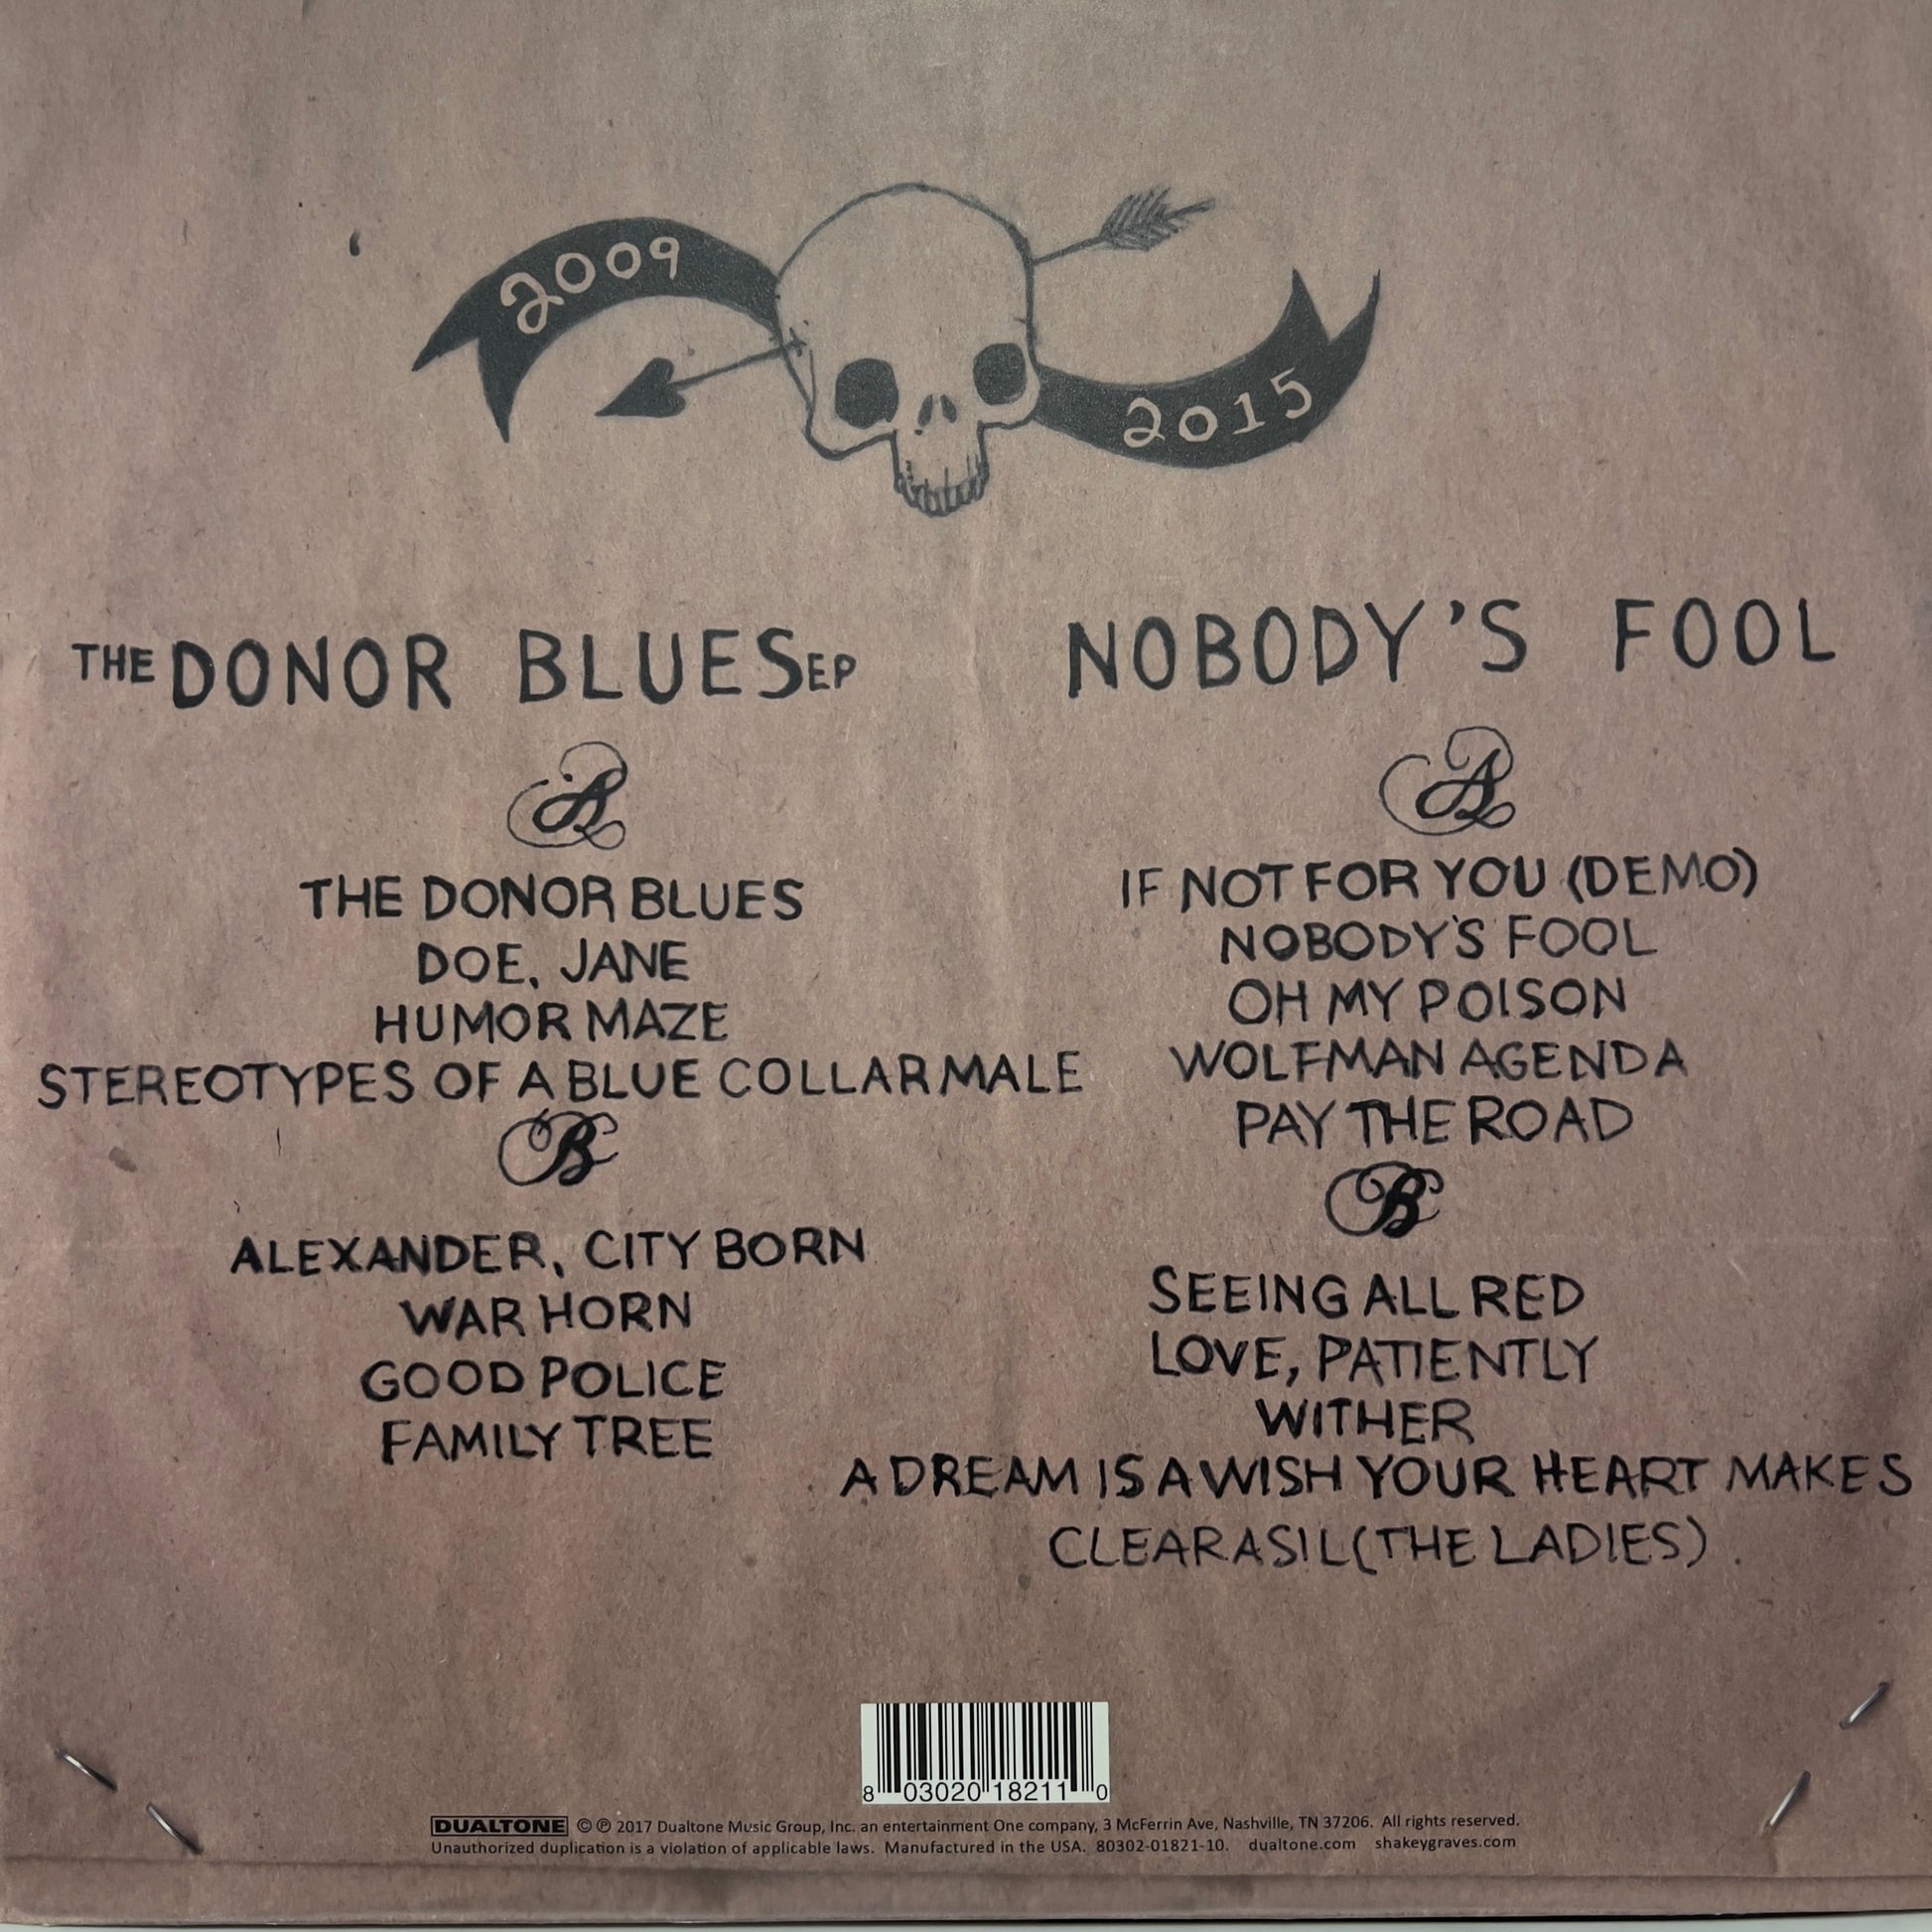 2009
2015
THE DONOR BLUES EP
A
THE DONOR BLUES
DOE, JANE
HUMOR MAZE
STEREOTYPES OF A BLUE COLLAR MALE
B
ALEXANDER, CITY BORN
WAR HORN
GOOD POLICE
FAMILY TREE
NOBODY'S FOOL
A
IF NOT FOR YOU (DEMO)
NOBODY'S FOOL
OH MY POISON
WOLFMAN AGENDA
PAY THE ROAD
B
SEEING ALL RED
LOVE, PATIENTLY
WITHER
A DREAM IS A WISH YOUR HEART MAKES
CLEARASIL (THE LADIES)
8 03020 18211 0
DUALTONE © ℗ 2017 Dualtone Music Group, Inc. an entertainment One company, 3 McFerrin Ave, Nashville, TN 37206. All rights reserved.
Unauthorized duplication is a violation of applicable laws. Manufactured in the USA. 80302-01821-10. dualtone.com shakeygraves.com